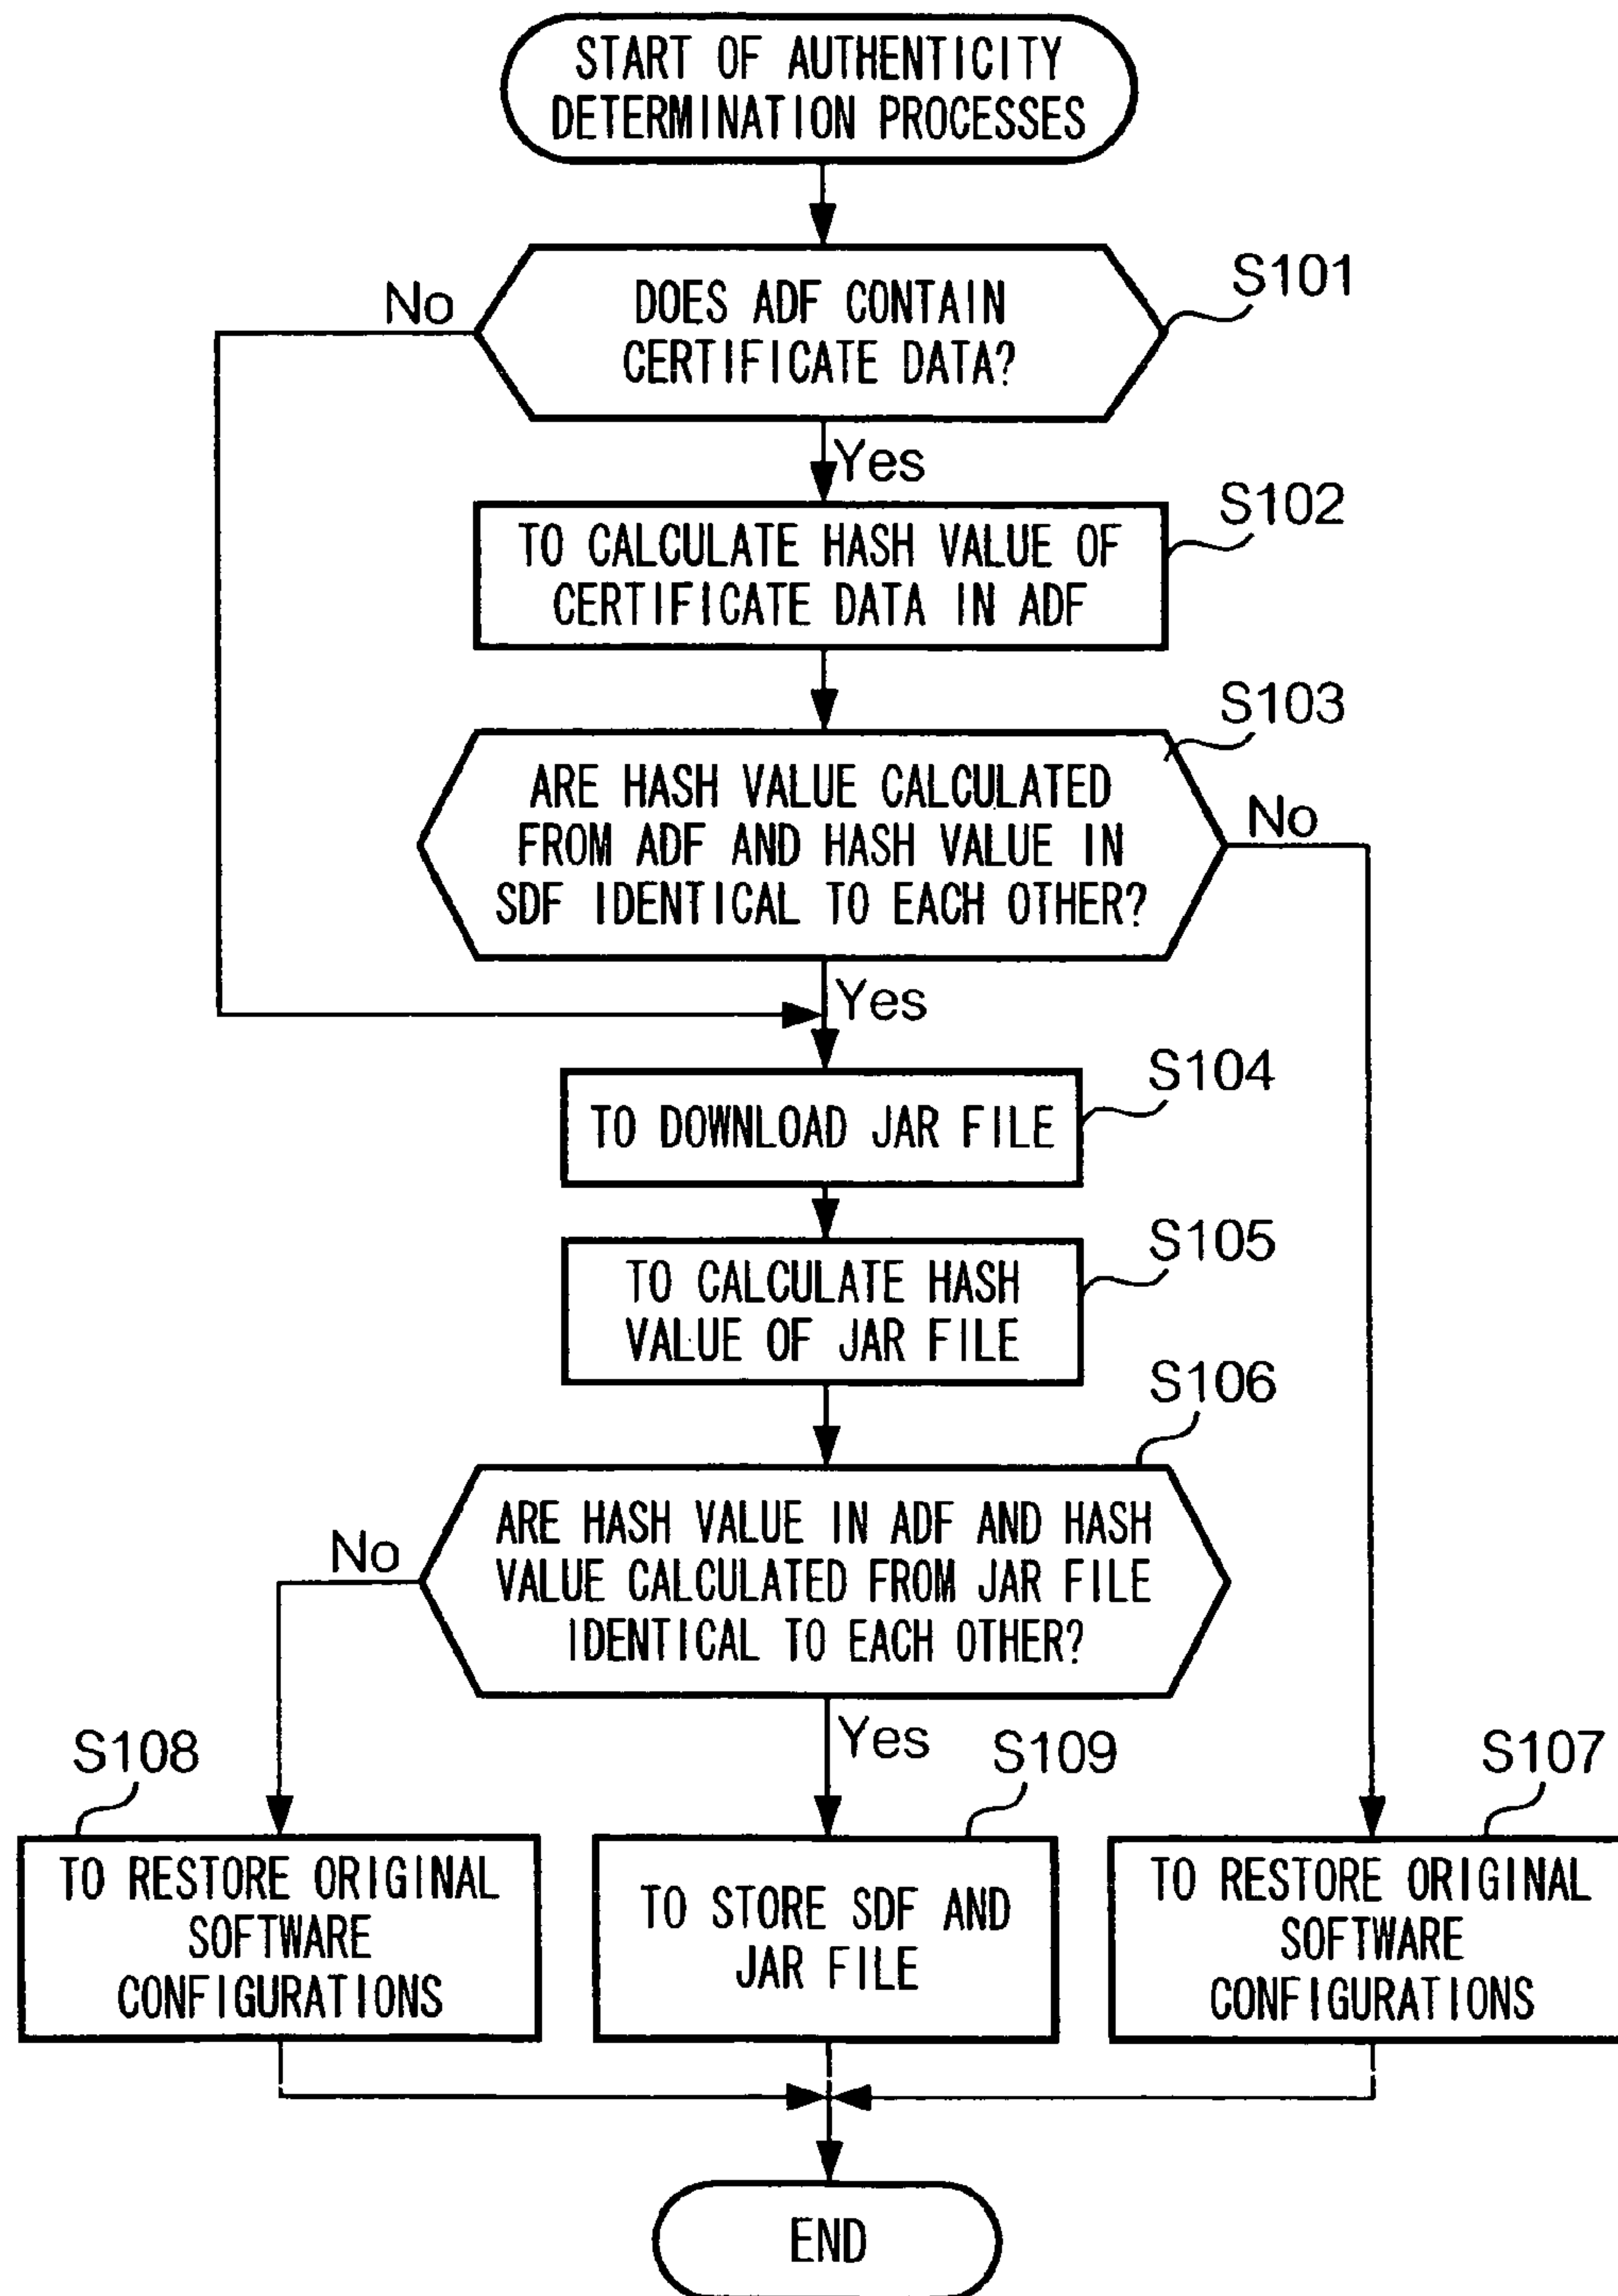 START OF AUTHENTICITY
DETERMINATION PROCESSES
S101
No
DOES ADF CONTAIN
CERTIFICATE DATA?
Yes
S102
TO CALCULATE HASH VALUE OF
CERTIFICATE DATA IN ADF
S103
ARE HASH VALUE CALCULATED
FROM ADF AND HASH VALUE IN
SDF IDENTICAL TO EACH OTHER?
No
Yes
S104
TO DOWNLOAD JAR FILE
S105
TO CALCULATE HASH
VALUE OF JAR FILE
S106
ARE HASH VALUE IN ADF AND HASH
VALUE CALCULATED FROM JAR FILE
IDENTICAL TO EACH OTHER?
No
Yes
S108
TO RESTORE ORIGINAL
SOFTWARE
CONFIGURATIONS
S109
TO STORE SDF AND
JAR FILE
S107
TO RESTORE ORIGINAL
SOFTWARE
CONFIGURATIONS
END